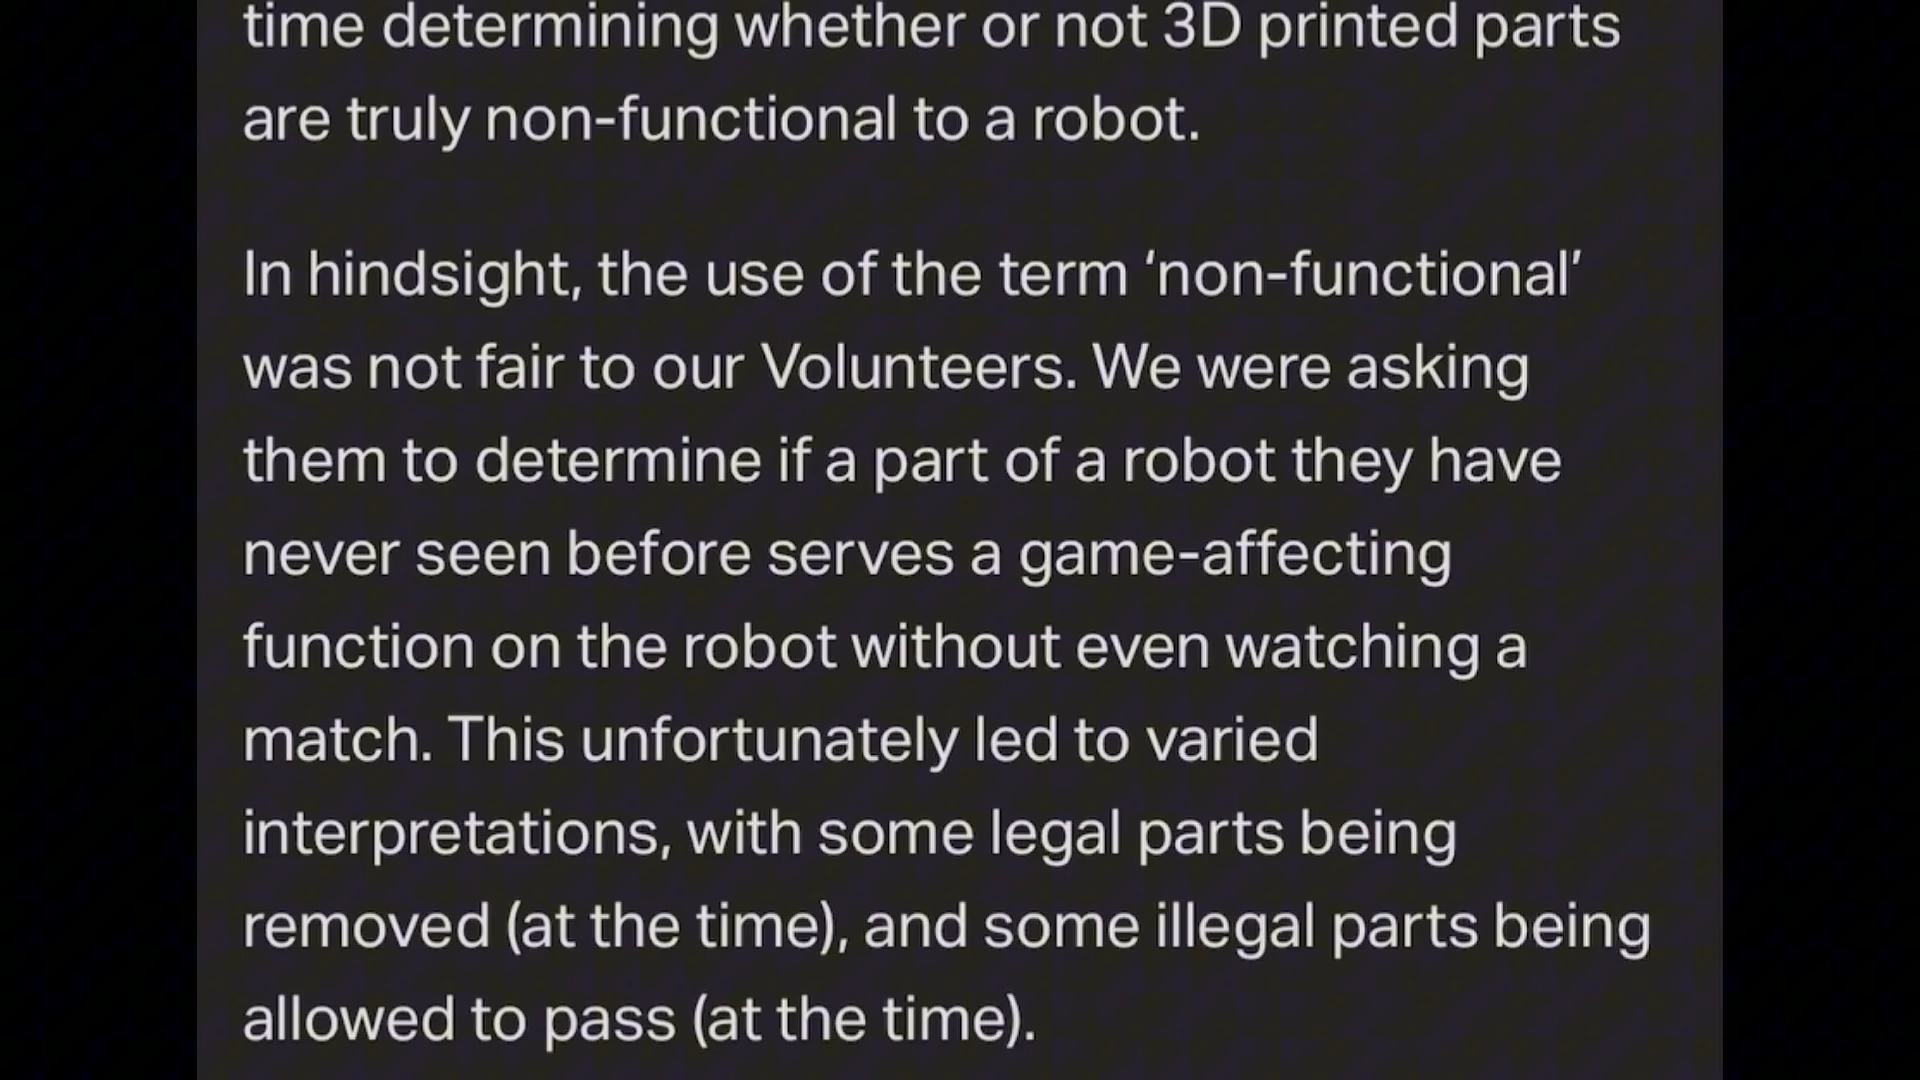 time determining whether or not 3D printed parts
are truly non-functional to a robot.
In hindsight, the use of the term ‘non-functional’
was not fair to our Volunteers. We were asking
them to determine if a part of a robot they have
never seen before serves a game-affecting
function on the robot without even watching a
match. This unfortunately led to varied
interpretations, with some legal parts being
removed (at the time), and some illegal parts being
allowed to pass (at the time).